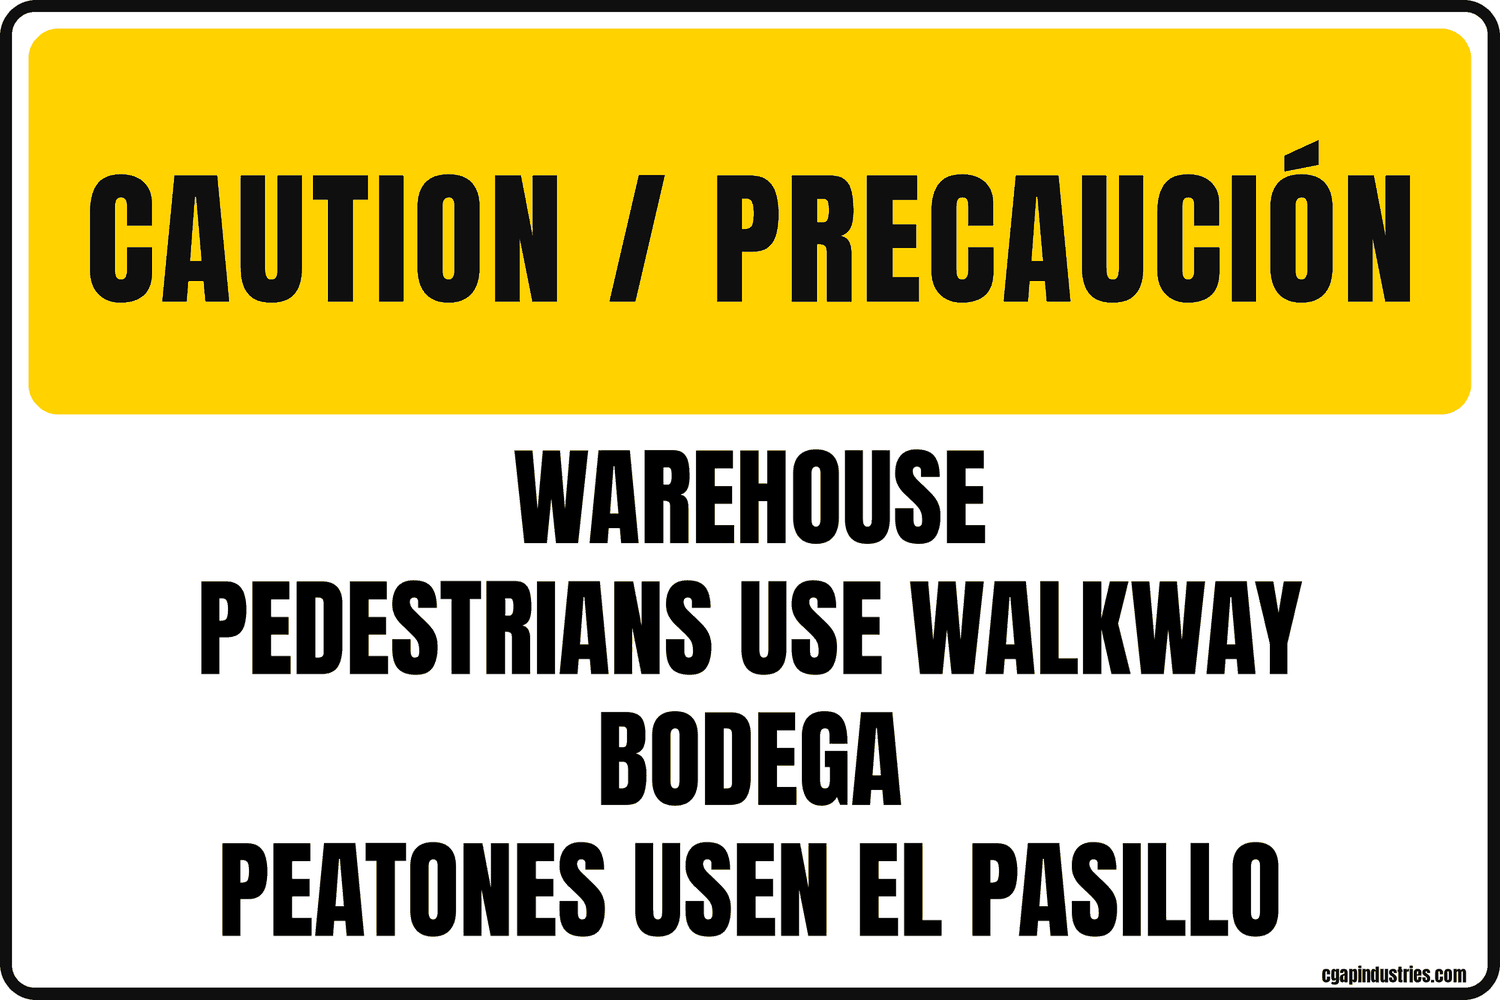 CAUTION / PRECAUCIÓN
WAREHOUSE
PEDESTRIANS USE WALKWAY
BODEGA
PEATONES USEN EL PASILLO
cgapindustries.com